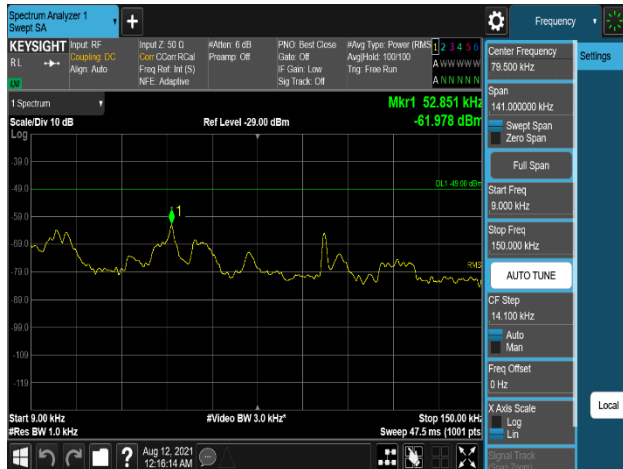 Spectrum Analyzer 1
Swept SA
+
Frequency
KEYSIGHT
RL
Input: RF
Coupling: DC
Align: Auto
Input Z: 50 Ω
Corr CCorr RCal
Freq Ref: Int (S)
NFE: Adaptive
#Atten: 6 dB
Preamp: Off
PNO: Best Close
Gate: Off
IF Gain: Low
Sig Track: Off
#Avg Type: Power (RMS
Avg|Hold: 100/100
Trig: Free Run
1 2 3 4 5 6
A W W W W W
A N N N N N
1 Spectrum
Scale/Div 10 dB
Log
Ref Level -29.00 dBm
Mkr1 52.851 kHz
-61.978 dBm
-39.0
-49.0
-59.0
-69.0
-79.0
-89.0
-99.0
-109
-119
DL1 -49.00 dBm
1
RMS
Start 9.00 kHz
#Res BW 1.0 kHz
#Video BW 3.0 kHz*
Stop 150.00 kHz
Sweep 47.5 ms (1001 pts
?
Aug 12, 2021
12:16:14 AM
Center Frequency
79.500 kHz
Span
141.000000 kHz
Swept Span
Zero Span
Full Span
Start Freq
9.000 kHz
Stop Freq
150.000 kHz
AUTO TUNE
CF Step
14.100 kHz
Auto
Man
Freq Offset
0 Hz
X Axis Scale
Log
Lin
Signal Track
(Span Zoom)
Settings
Local